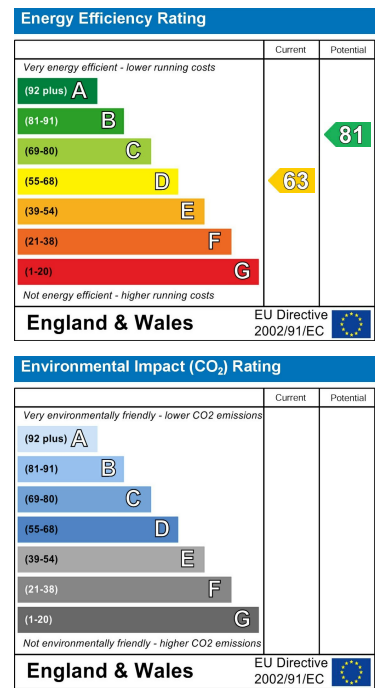 Energy Efficiency Rating
Current Potential
Very energy efficient - lower running costs
(92 plus) A
(81-91) B
81
(69-80) C
(55-68) D
63
(39-54) E
(21-38) F
(1-20) G
Not energy efficient - higher running costs
England & Wales
EU Directive
2002/91/EC
Environmental Impact (CO₂) Rating
Current Potential
Very environmentally friendly - lower CO2 emissions
(92 plus) A
(81-91) B
(69-80) C
(55-68) D
(39-54) E
(21-38) F
(1-20) G
Not environmentally friendly - higher CO2 emissions
England & Wales
EU Directive
2002/91/EC